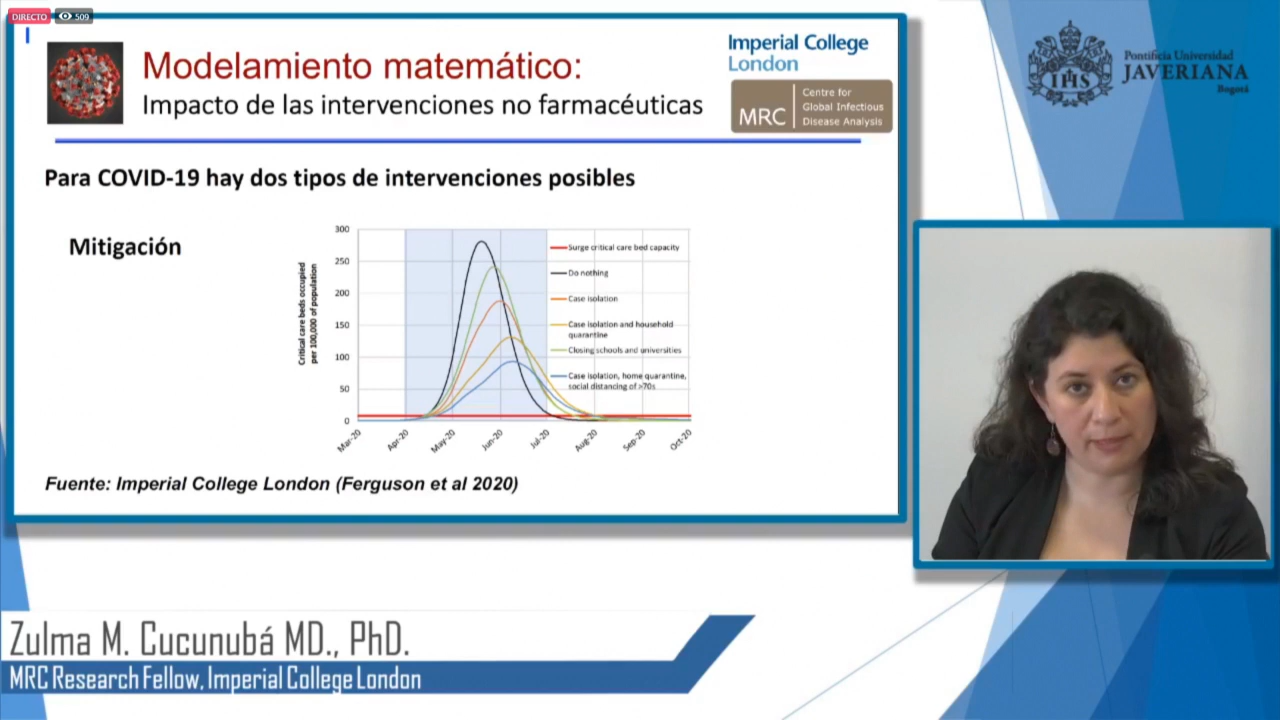 DIRECTO 509
Modelamiento matemático:
Impacto de las intervenciones no farmacéuticas
Imperial College
London
MRC
Centre for
Global Infectious
Disease Analysis
IHS
Pontificia Universidad
JAVERIANA
Bogotá
Para COVID-19 hay dos tipos de intervenciones posibles
Mitigación
Critical care beds occupied
per 100,000 of population
300
250
200
150
100
50
0
Surge critical care bed capacity
Do nothing
Case isolation
Case isolation and household
quarantine
Closing schools and universities
Case isolation, home quarantine,
social distancing of >70s
Mar-20
Apr-20
May-20
Jun-20
Jul-20
Aug-20
Sep-20
Oct-20
Fuente: Imperial College London (Ferguson et al 2020)
Zulma M. Cucunubá MD., PhD.
MRC Research Fellow, Imperial College London